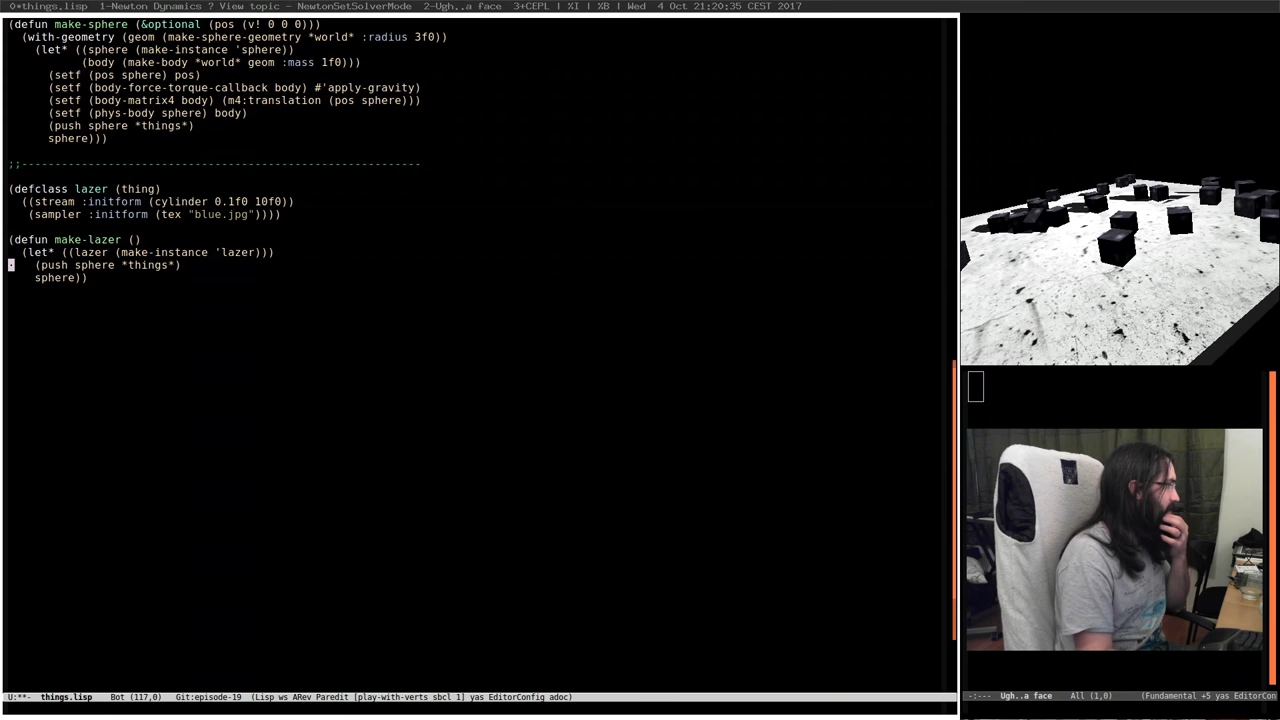 0*things.lisp  1-Newton Dynamics ? View topic - NewtonSetSolverMode  2-Ugh..a face  3+CEPL | %I | %B | Wed  4 Oct 21:20:35 CEST 2017
(defun make-sphere (&optional (pos (v! 0 0 0)))
  (with-geometry (geom (make-sphere-geometry *world* :radius 3f0))
    (let* ((sphere (make-instance 'sphere))
           (body (make-body *world* geom :mass 1f0)))
      (setf (pos sphere) pos)
      (setf (body-force-torque-callback body) #'apply-gravity)
      (setf (body-matrix4 body) (m4:translation (pos sphere)))
      (setf (phys-body sphere) body)
      (push sphere *things*)
      sphere)))
;;------------------------------------------------------------
(defclass lazer (thing)
  ((stream :initform (cylinder 0.1f0 10f0))
   (sampler :initform (tex "blue.jpg"))))
(defun make-lazer ()
  (let* ((lazer (make-instance 'lazer)))
    (push sphere *things*)
    sphere))
U:**-  things.lisp    Bot (117,0)   Git:episode-19  (Lisp ws ARev Paredit [play-with-verts sbcl 1] yas EditorConfig adoc)
-:---  Ugh..a face    All (1,0)      (Fundamental +5 yas EditorCon